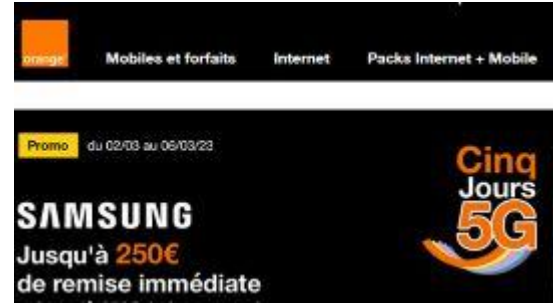 orange
Mobiles et forfaits Internet Packs Internet + Mobile
Promo du 02/03 au 06/03/23
Cinq
Jours
5G
SAMSUNG
Jusqu'à 250€
de remise immédiate